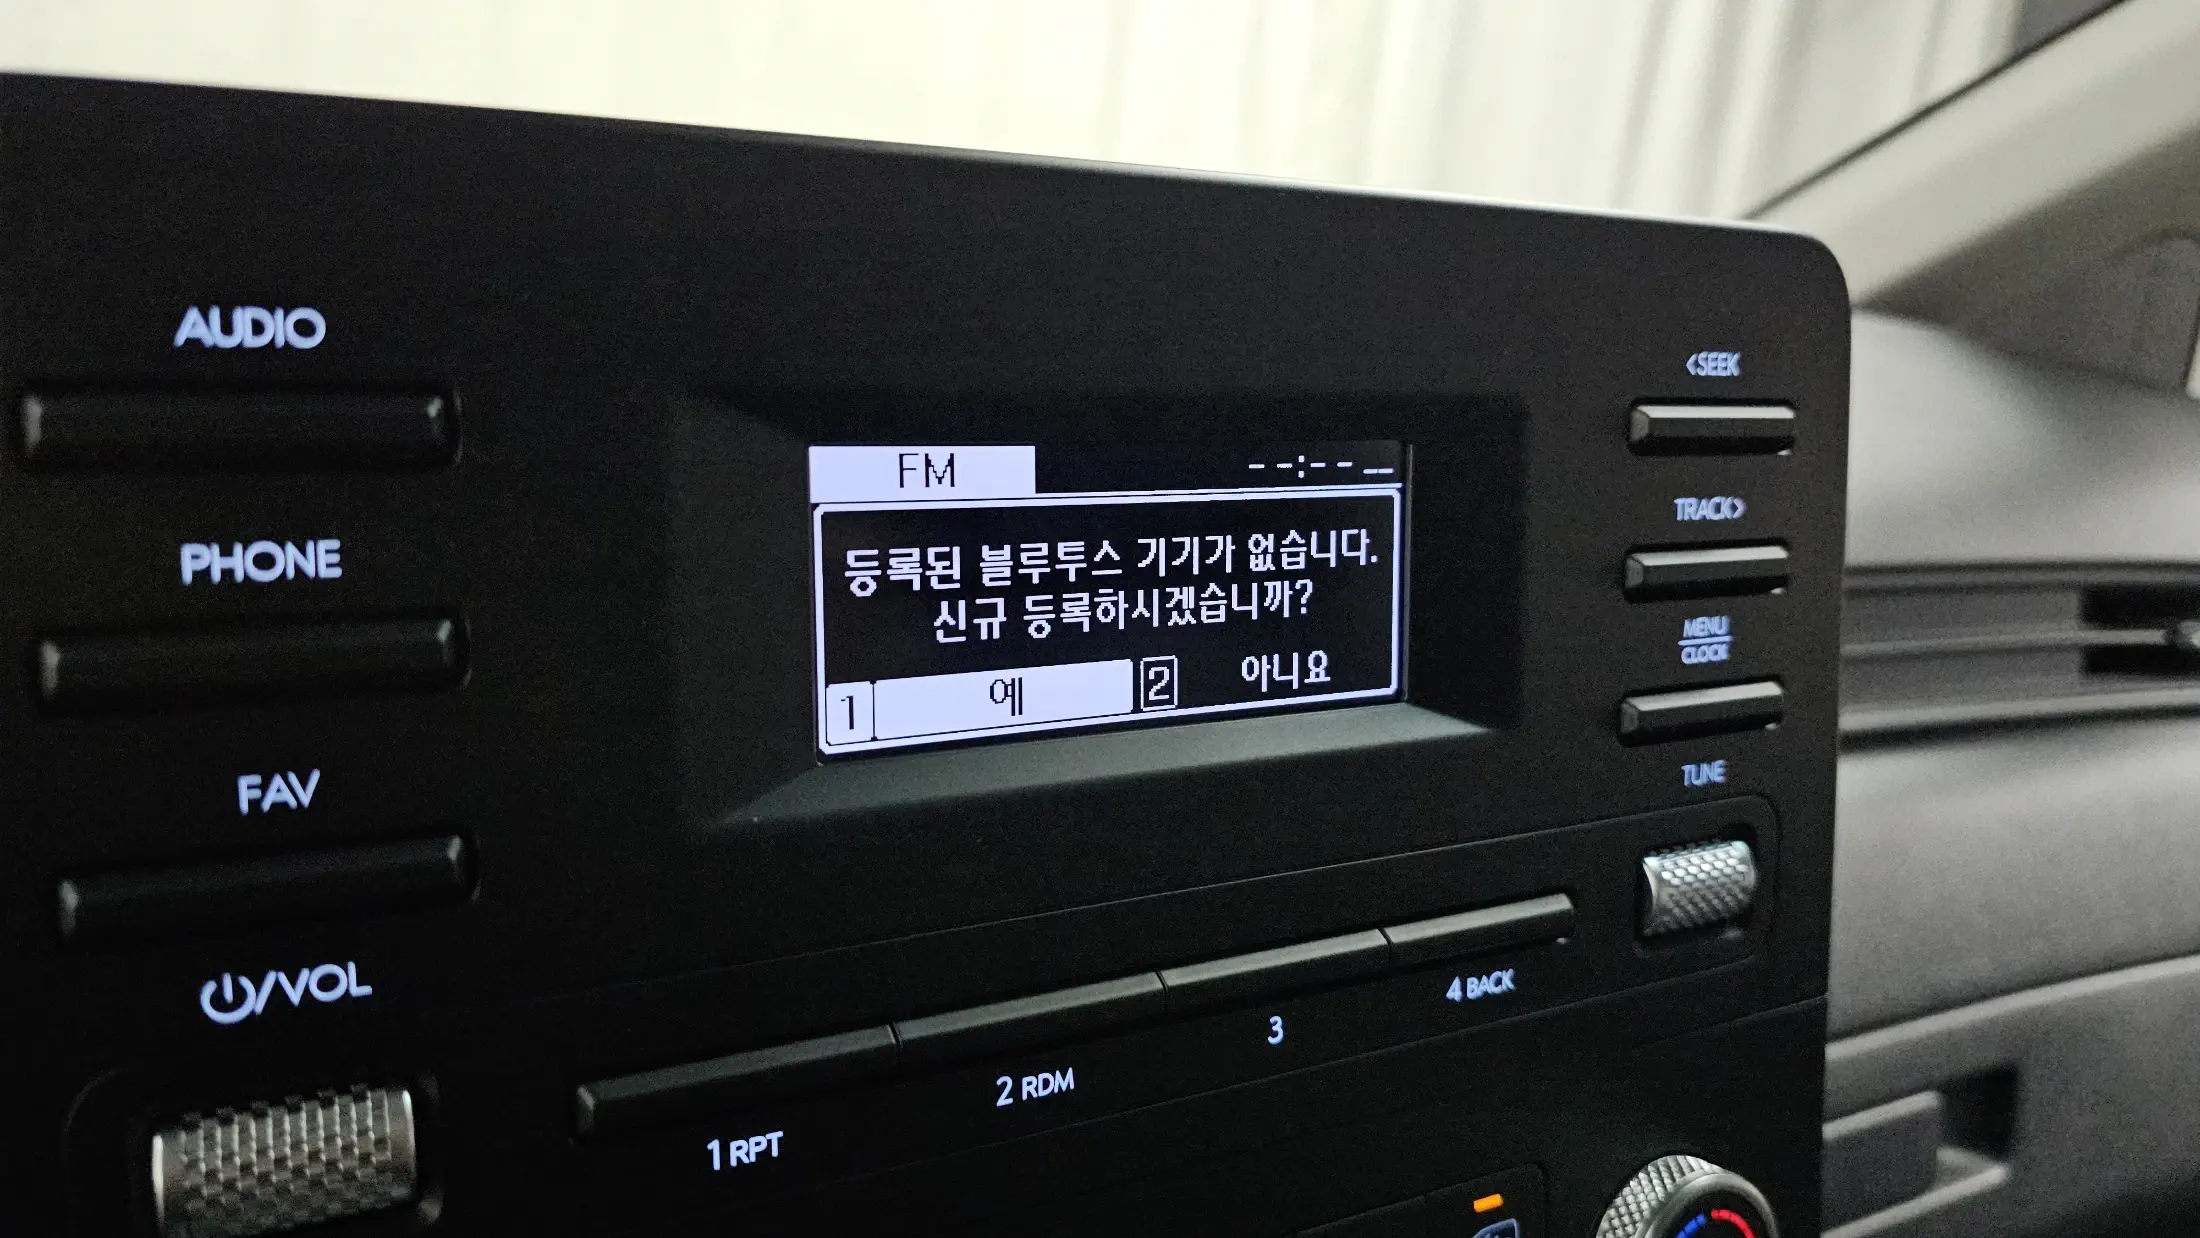 AUDIO
PHONE
FAV
/VOL
FM
--:-- --
등록된 블루투스 기기가 없습니다.
신규 등록하시겠습니까?
1 예 2 아니요
<SEEK
TRACK>
MENU
CLOCK
TUNE
1 RPT
2 RDM
3
4 BACK